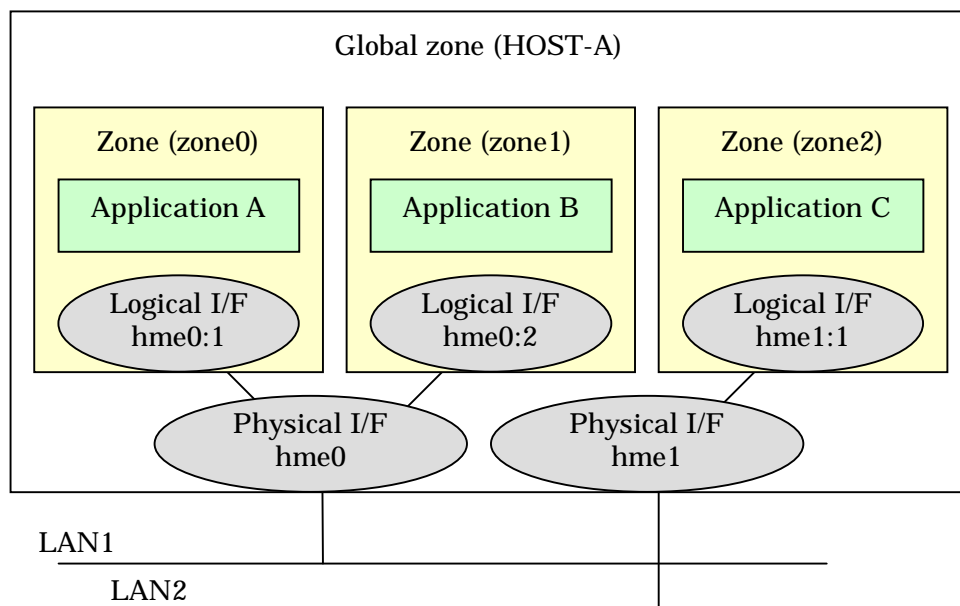 Global zone (HOST-A)
Zone (zone0)
Zone (zone1)
Zone (zone2)
Application A
Application B
Application C
Logical I/F
hme0:1
Logical I/F
hme0:2
Logical I/F
hme1:1
Physical I/F
hme0
Physical I/F
hme1
LAN1
LAN2